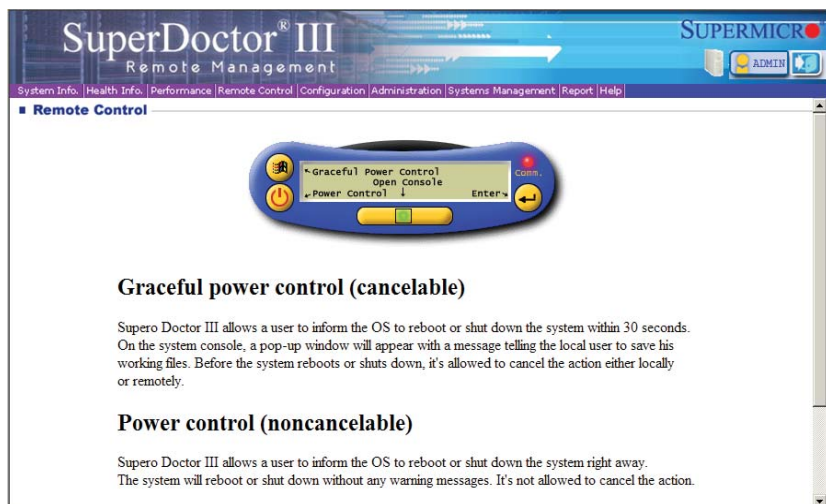 SuperDoctor® III
Remote Management
SUPERMICR
ADMIN
System Info. | Health Info. | Performance | Remote Control | Configuration | Administration | Systems Management | Report | Help |
Remote Control
Graceful Power Control
Open Console
Power Control
Enter
Comm.
Graceful power control (cancelable)
Supero Doctor III allows a user to inform the OS to reboot or shut down the system within 30 seconds.
On the system console, a pop-up window will appear with a message telling the local user to save his
working files. Before the system reboots or shuts down, it's allowed to cancel the action either locally
or remotely.
Power control (noncancelable)
Supero Doctor III allows a user to inform the OS to reboot or shut down the system right away.
The system will reboot or shut down without any warning messages. It's not allowed to cancel the action.